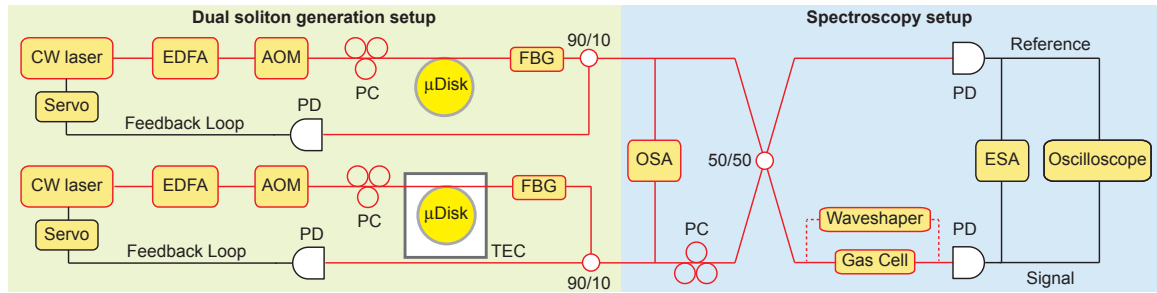 Dual soliton generation setup
Spectroscopy setup
90/10
CW laser
EDFA
AOM
PC
μDisk
FBG
Servo
Feedback Loop
PD
PD
Reference
OSA
50/50
ESA
Oscilloscope
CW laser
EDFA
AOM
PC
μDisk
FBG
Servo
Feedback Loop
PD
TEC
90/10
PC
Waveshaper
Gas Cell
PD
Signal